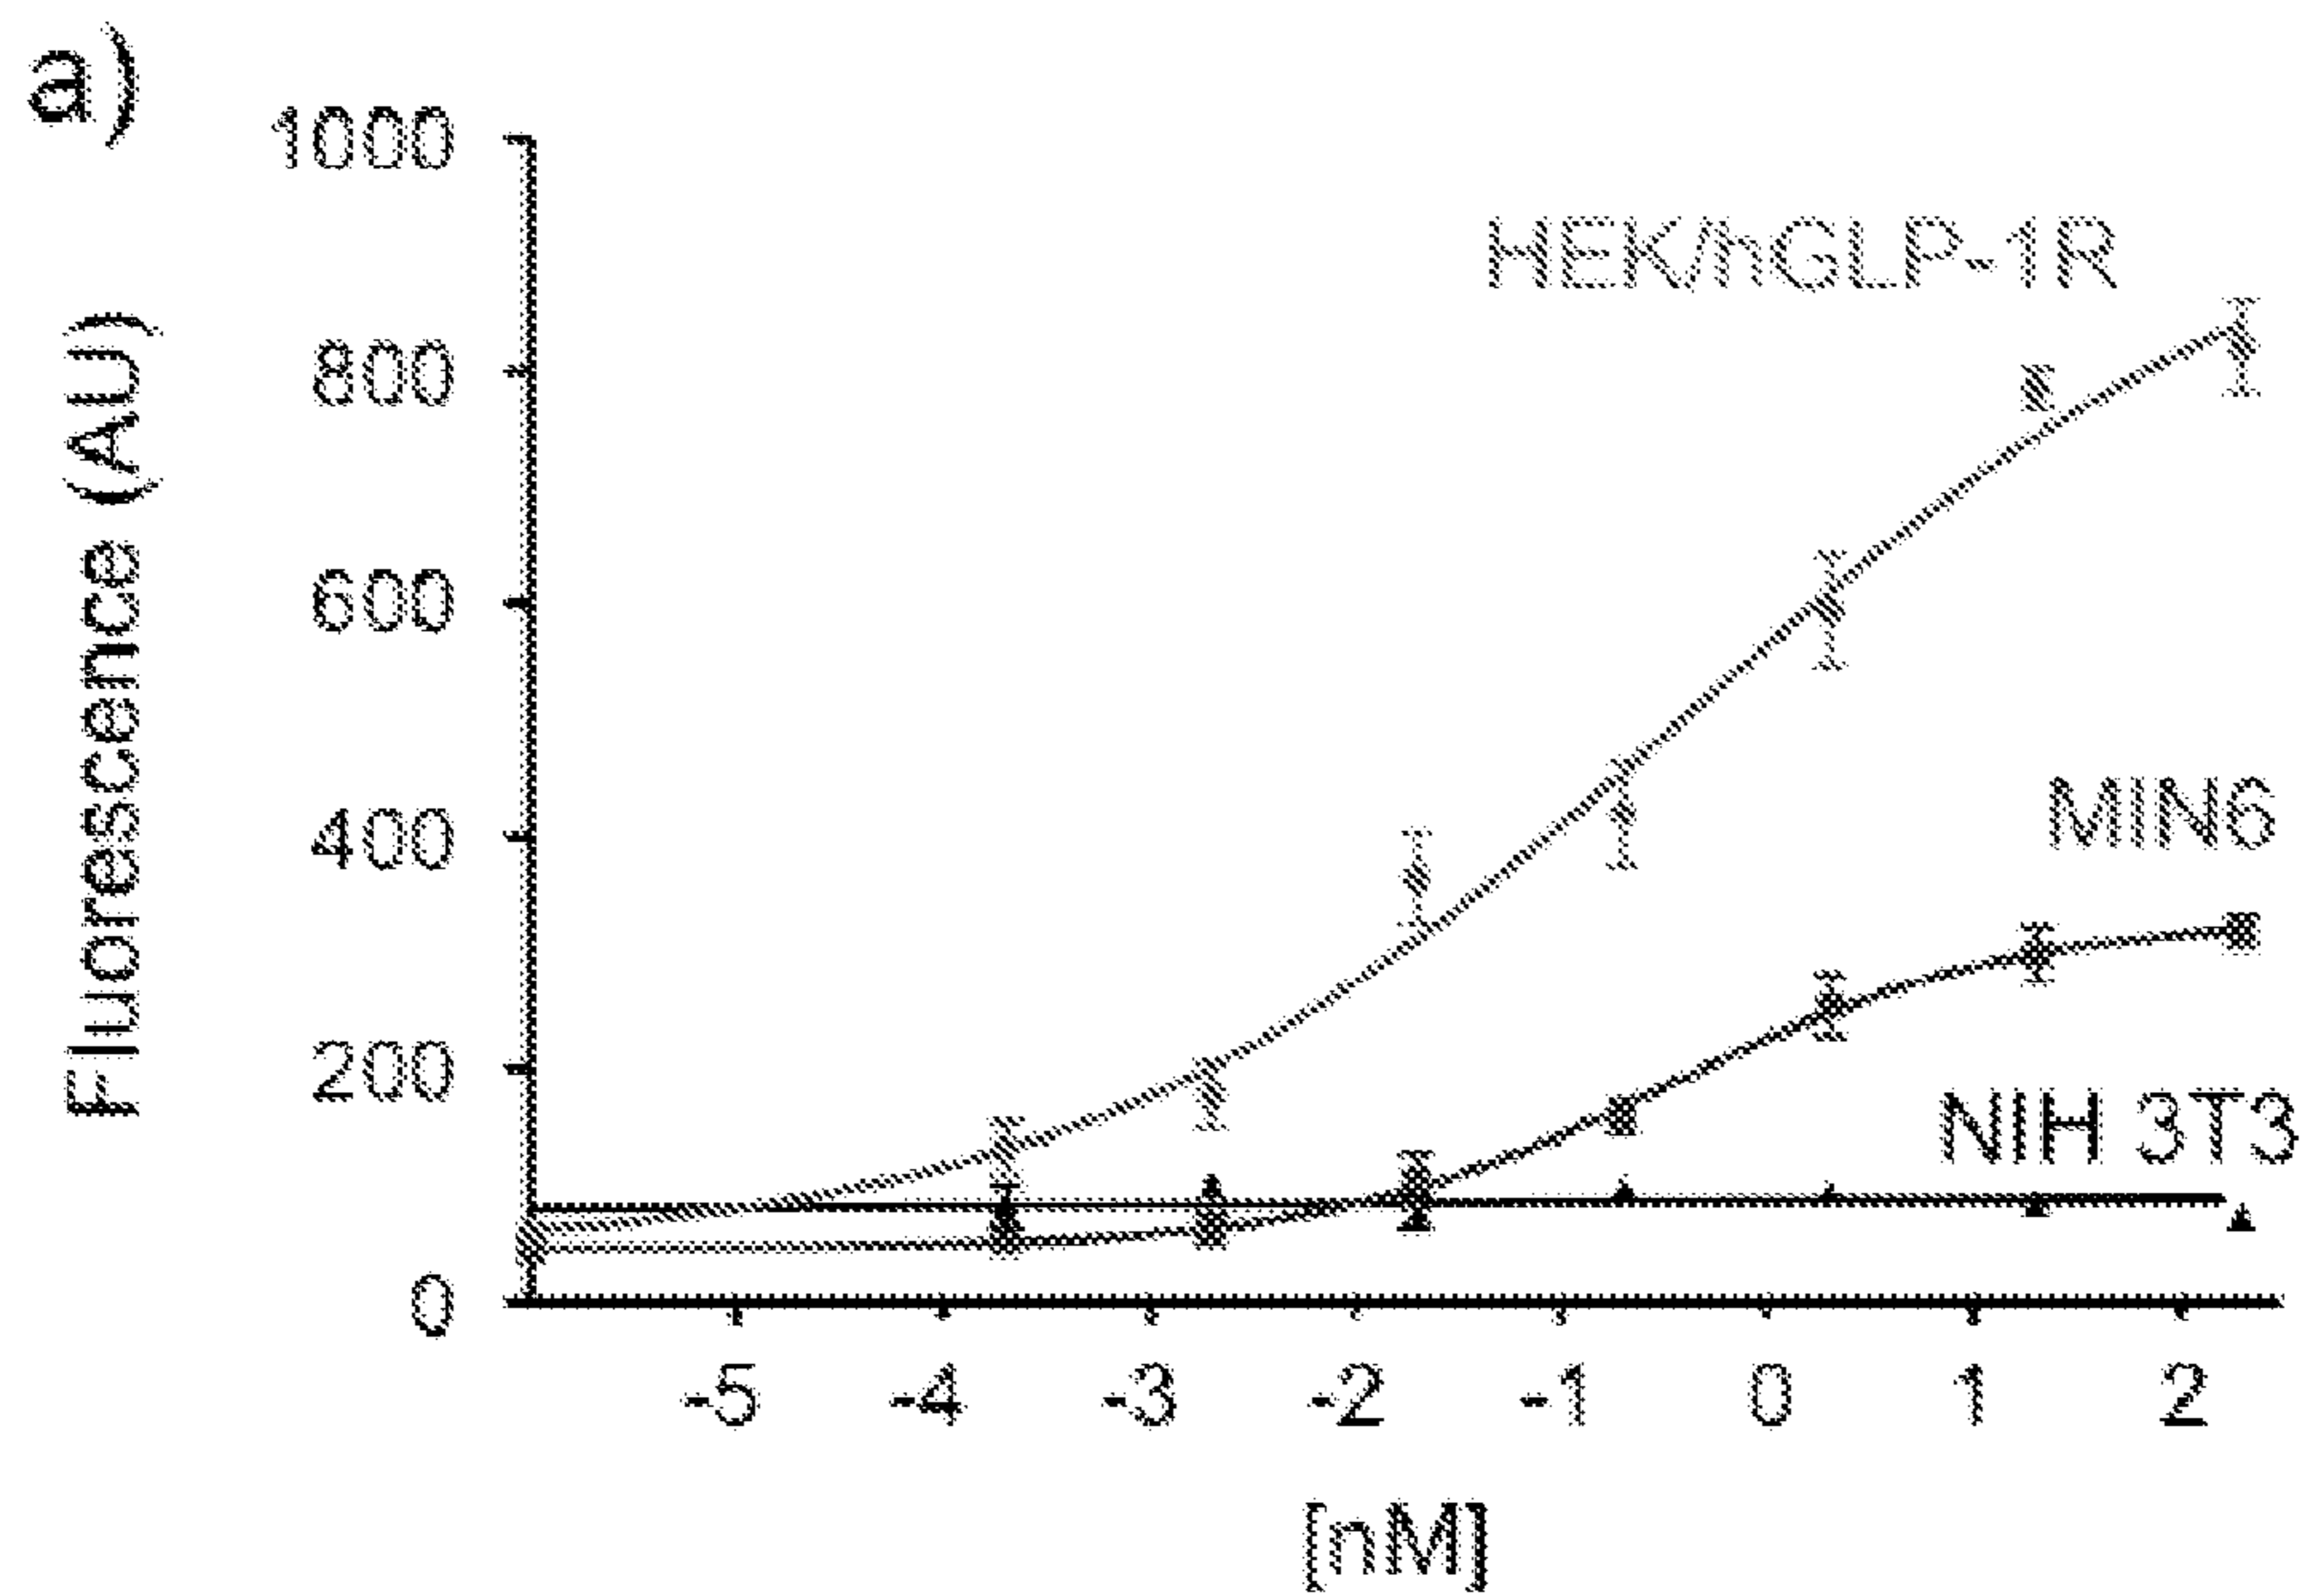 a)
1000
HEK/hGLP-1R
800
600
400
MIN6
200
NIH 3T3
0
-5 -4 -3 -2 -1 0 1 2
[nM]
Fluorescence (AU)